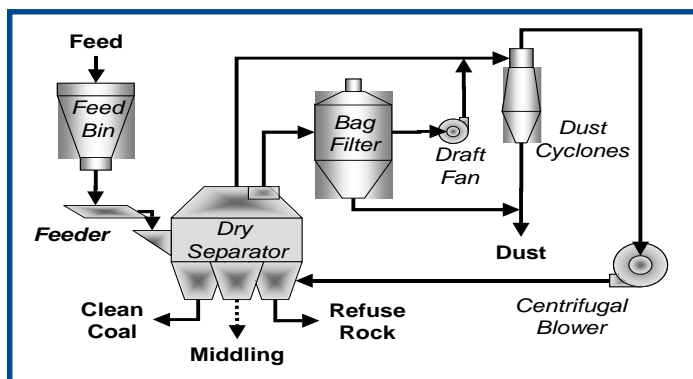 Feed
Feed
Bin
Feeder
Dry
Separator
Bag
Filter
Draft
Fan
Dust
Cyclones
Dust
Centrifugal
Blower
Clean
Coal
Middling
Refuse
Rock